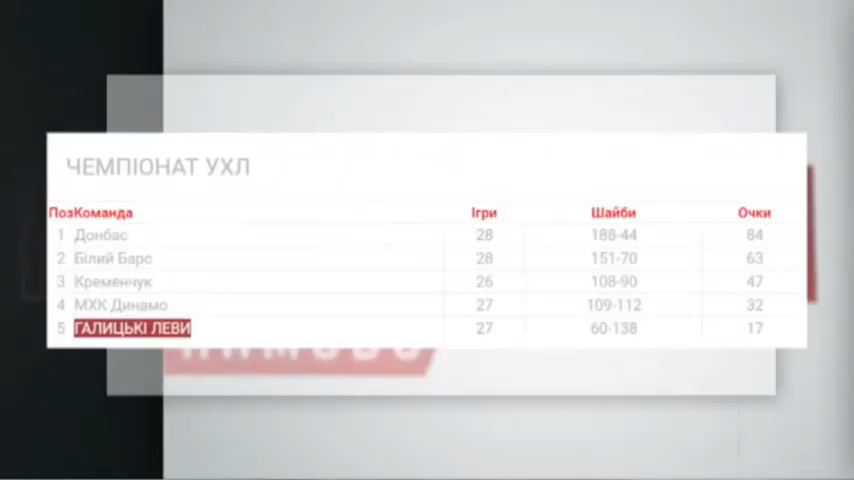 ЧЕМПІОНАТ УХЛ
Поз Команда Ігри Шайби Очки
1 Донбас 28 188-44 84
2 Білий Барс 28 151-70 63
3 Кременчук 26 108-90 47
4 МХК Динамо 27 109-112 32
5 ГАЛИЦЬКІ ЛЕВИ 27 60-138 17